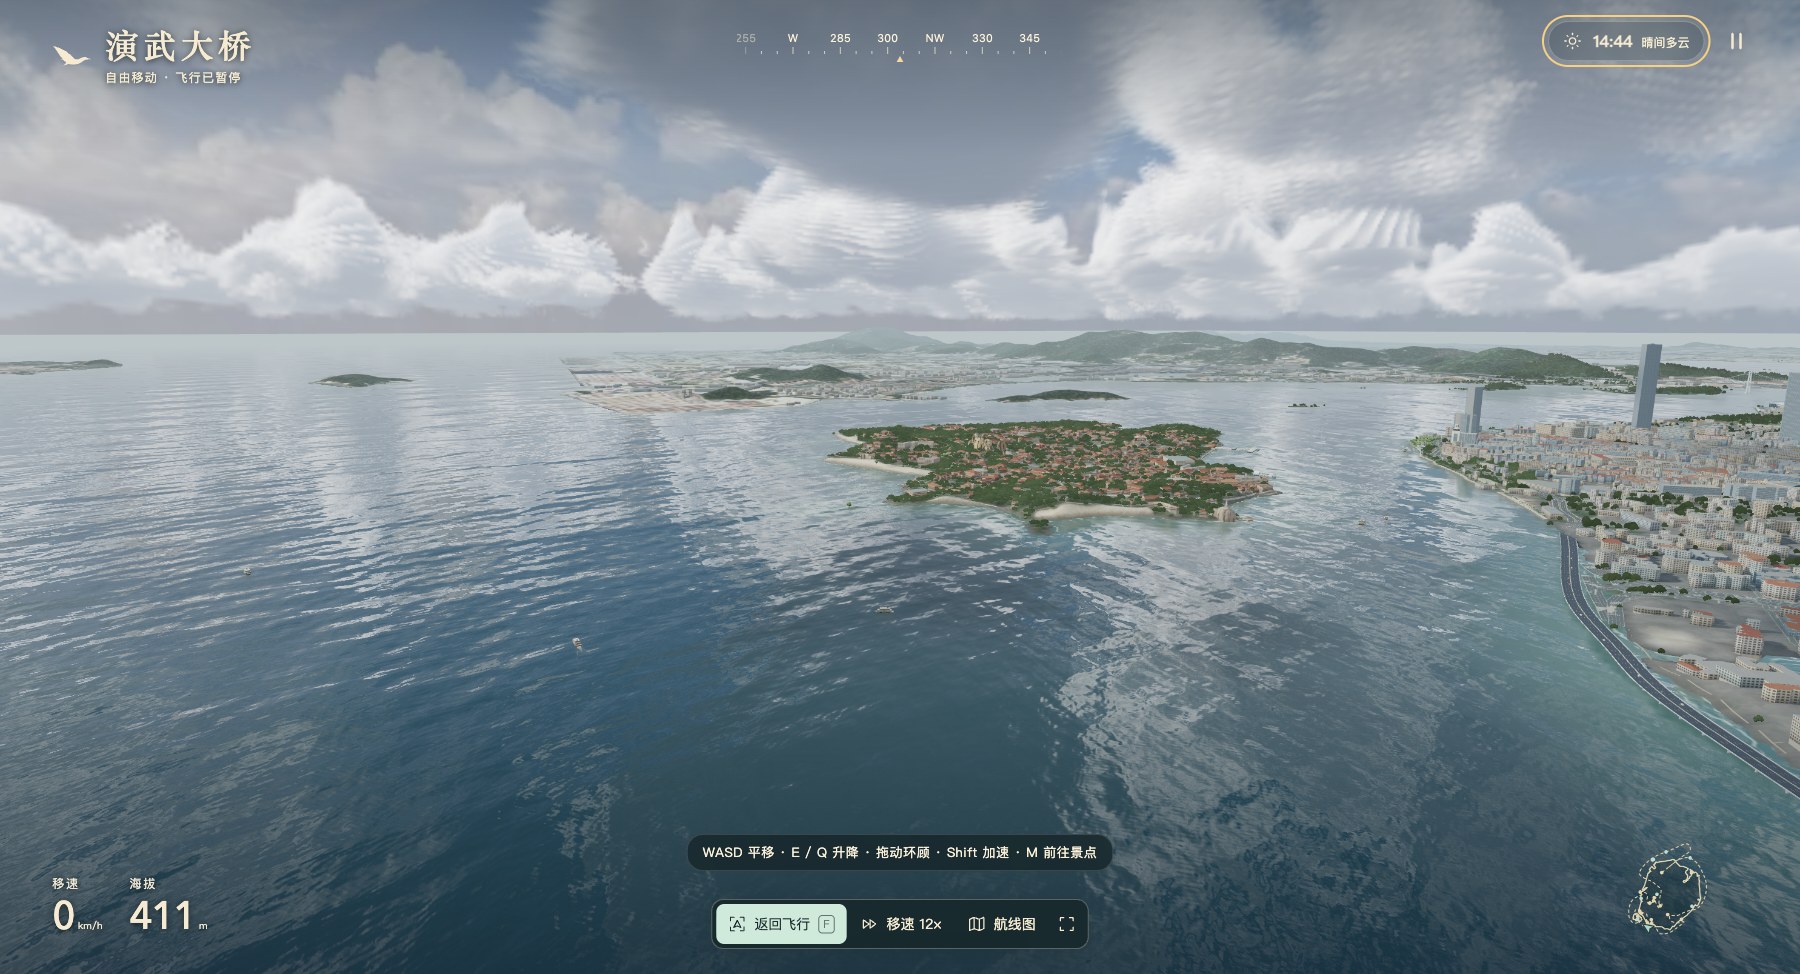 演武大桥
自由移动 · 飞行已暂停
255 W 285 300 NW 330 345
14:44 晴间多云
WASD 平移 · E / Q 升降 · 拖动环顾 · Shift 加速 · M 前往景点
移速 海拔
0 km/h 411 m
返回飞行 F 移速 12x 航线图